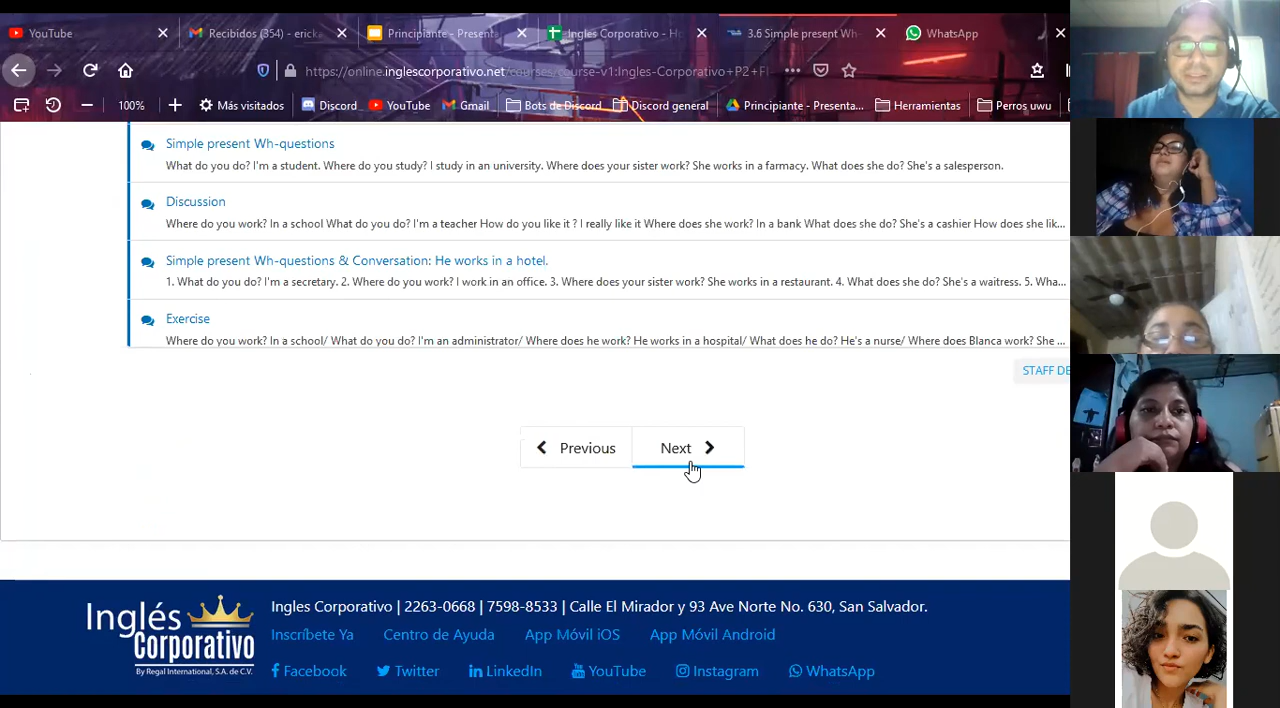 YouTube
Recibidos (354) - ericka
Principiante - Presenta
Ingles Corporativo - Ho
3.6 Simple present Wh-
WhatsApp
https://online.inglescorporativo.net/courses/course-v1:Ingles-Corporativo+P2+FI
100%
Más visitados
Discord
YouTube
Gmail
Bots de Discord
Discord general
Principiante - Presenta...
Herramientas
Perros uwu
Simple present Wh-questions
What do you do? I'm a student. Where do you study? I study in an university. Where does your sister work? She works in a farmacy. What does she do? She's a salesperson.
Discussion
Where do you work? In a school What do you do? I'm a teacher How do you like it ? I really like it Where does she work? In a bank What does she do? She's a cashier How does she lik...
Simple present Wh-questions & Conversation: He works in a hotel.
1. What do you do? I'm a secretary. 2. Where do you work? I work in an office. 3. Where does your sister work? She works in a restaurant. 4. What does she do? She's a waitress. 5. Wha...
Exercise
Where do you work? In a school/ What do you do? I'm an administrator/ Where does he work? He works in a hospital/ What does he do? He's a nurse/ Where does Blanca work? She ...
STAFF DE
Previous
Next
Inglés Corporativo
By Regal International, S.A. de C.V.
Ingles Corporativo | 2263-0668 | 7598-8533 | Calle El Mirador y 93 Ave Norte No. 630, San Salvador.
Inscríbete Ya
Centro de Ayuda
App Móvil iOS
App Móvil Android
Facebook
Twitter
LinkedIn
YouTube
Instagram
WhatsApp